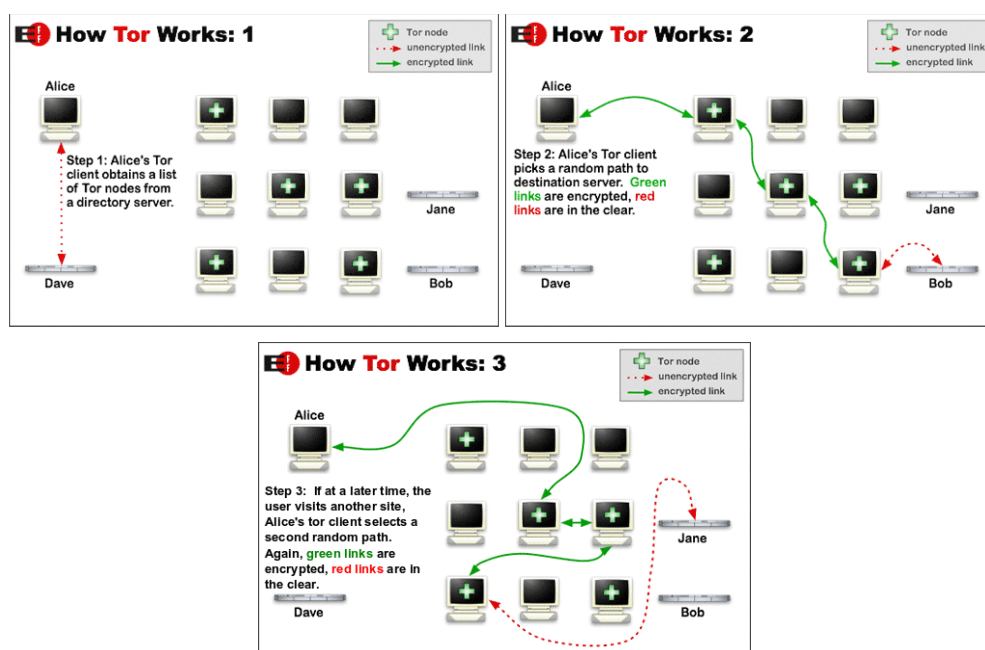 EFF How Tor Works: 1
Tor node
unencrypted link
encrypted link
Alice
Step 1: Alice's Tor
client obtains a list
of Tor nodes from
a directory server.
Jane
Dave
Bob
EFF How Tor Works: 2
Tor node
unencrypted link
encrypted link
Alice
Step 2: Alice's Tor client
picks a random path to
destination server. Green
links are encrypted, red
links are in the clear.
Jane
Dave
Bob
EFF How Tor Works: 3
Tor node
unencrypted link
encrypted link
Alice
Step 3: If at a later time, the
user visits another site,
Alice's tor client selects a
second random path.
Again, green links are
encrypted, red links are in
the clear.
Jane
Dave
Bob